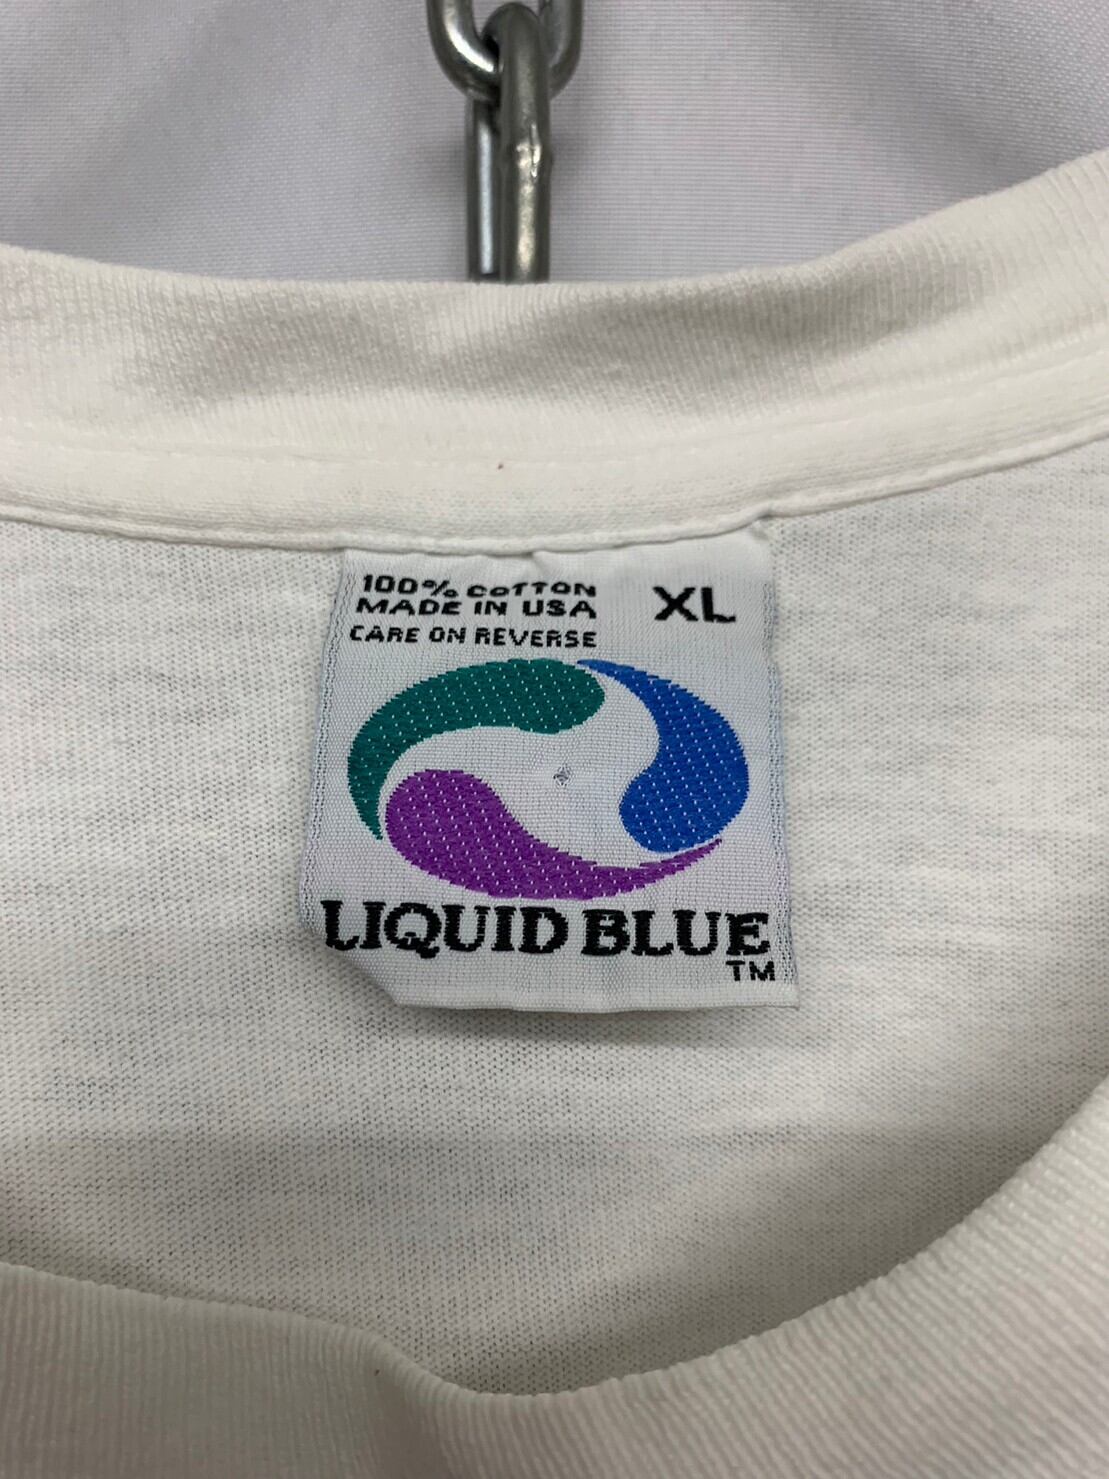 100% COTTON XL
MADE IN USA
CARE ON REVERSE
LIQUID BLUE
TM